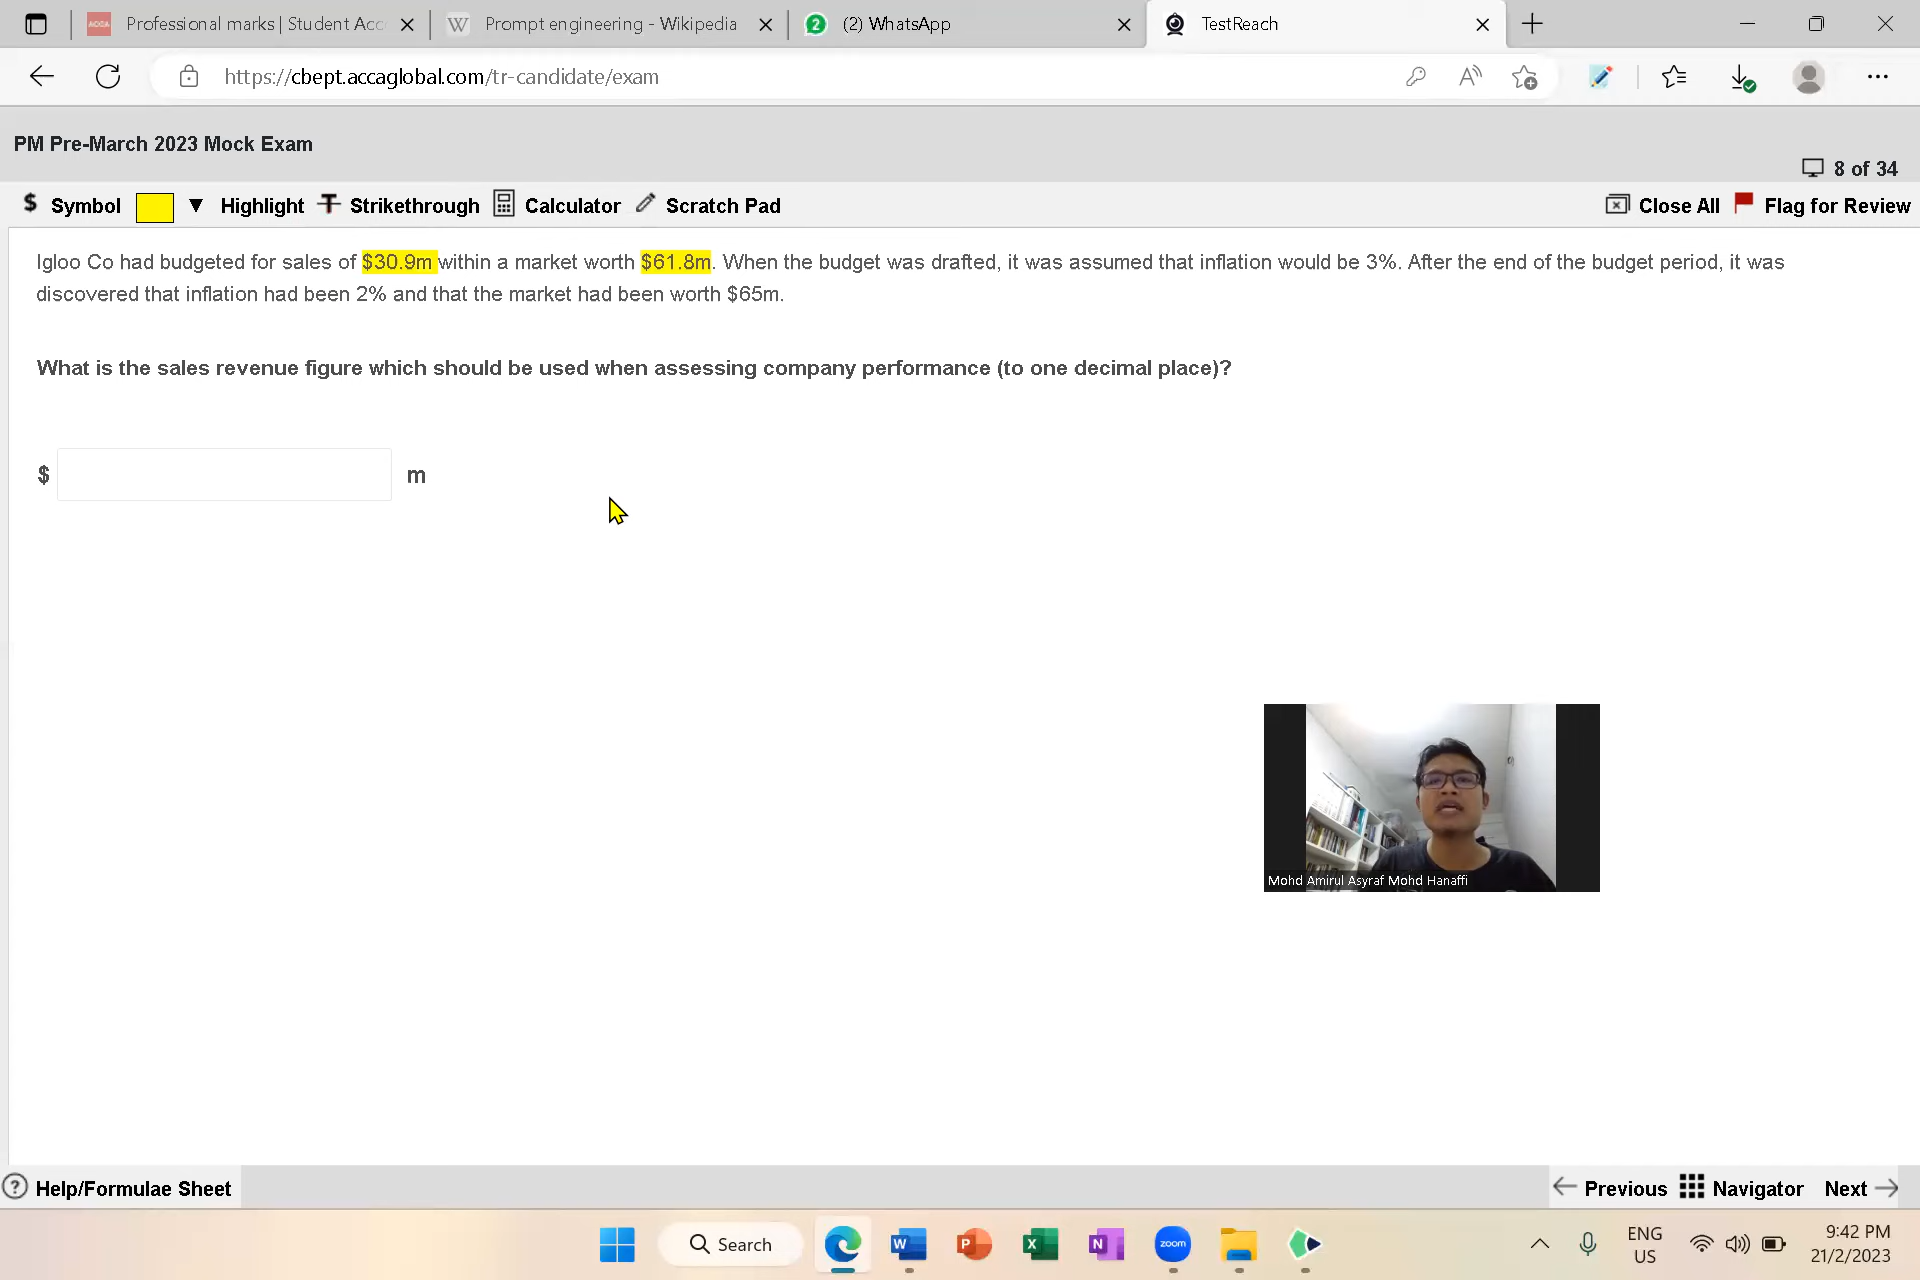 Professional marks | Student Acc
Prompt engineering - Wikipedia
2
(2) WhatsApp
TestReach
https://cbept.accaglobal.com/tr-candidate/exam
PM Pre-March 2023 Mock Exam
8 of 34
$ Symbol
Highlight
Strikethrough
Calculator
Scratch Pad
Close All
Flag for Review
Igloo Co had budgeted for sales of $30.9m within a market worth $61.8m. When the budget was drafted, it was assumed that inflation would be 3%. After the end of the budget period, it was
discovered that inflation had been 2% and that the market had been worth $65m.
What is the sales revenue figure which should be used when assessing company performance (to one decimal place)?
$ m
Mohd Amirul Asyraf Mohd Hanaffi
Help/Formulae Sheet
Previous
Navigator
Next
Search
zoom
ENG
US
9:42 PM
21/2/2023